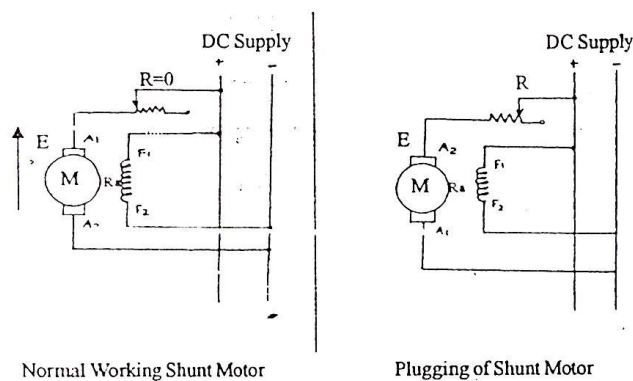 DC Supply
+ -
R=0
E A1
M
F1
F2
DC Supply
+ -
R
E A2
M Ra
F1
F2
A1
Normal Working Shunt Motor
Plugging of Shunt Motor